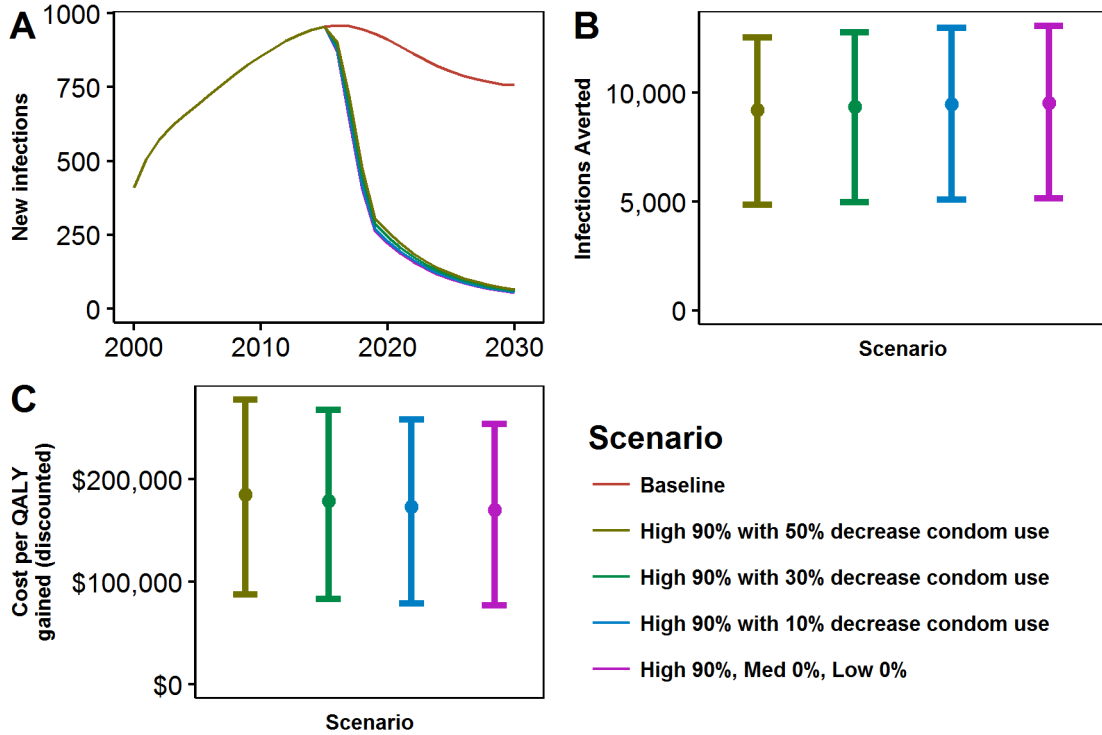 A
1000
750
500
250
0
New infections
2000
2010
2020
2030
B
10,000
5,000
0
Infections Averted
Scenario
C
$200,000
$100,000
$0
Cost per QALY
gained (discounted)
Scenario
Scenario
Baseline
High 90% with 50% decrease condom use
High 90% with 30% decrease condom use
High 90% with 10% decrease condom use
High 90%, Med 0%, Low 0%